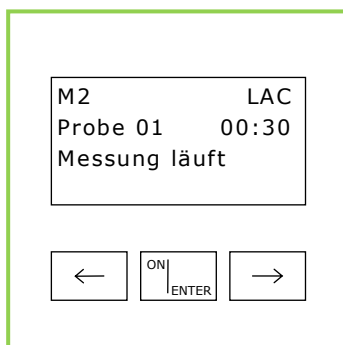 M2 LAC
Probe 01 00:30
Messung läuft
← ON ENTER →